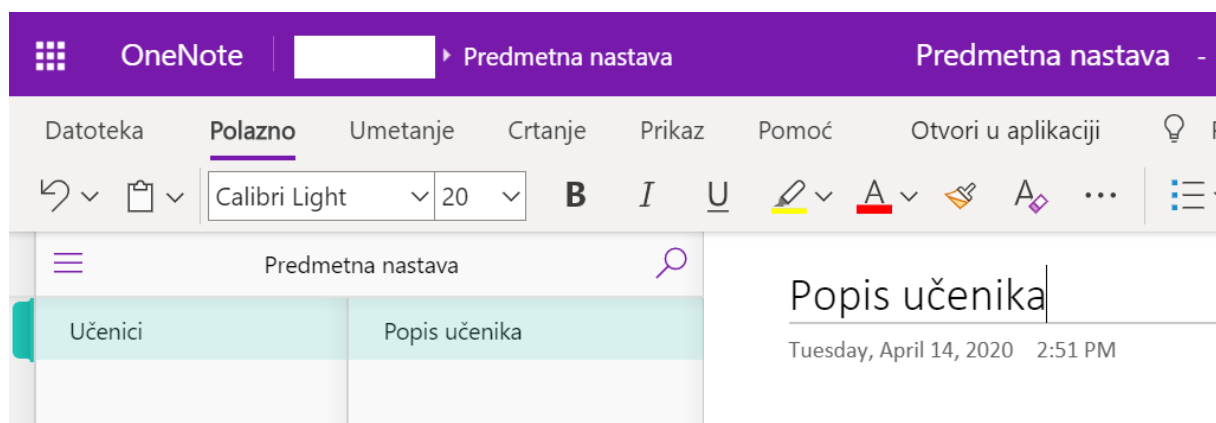 OneNote Predmetna nastava Predmetna nastava -
Datoteka Polazno Umetanje Crtanje Prikaz Pomoć Otvori u aplikaciji
Calibri Light 20 B I U A A ...
Predmetna nastava
Učenici Popis učenika
Popis učenika
Tuesday, April 14, 2020 2:51 PM